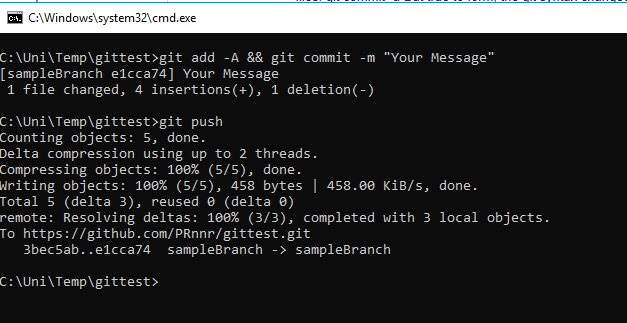 C:\Windows\system32\cmd.exe
C:\Uni\Temp\gittest>git add -A && git commit -m "Your Message"
[sampleBranch e1cca74] Your Message
1 file changed, 4 insertions(+), 1 deletion(-)
C:\Uni\Temp\gittest>git push
Counting objects: 5, done.
Delta compression using up to 2 threads.
Compressing objects: 100% (5/5), done.
Writing objects: 100% (5/5), 458 bytes | 458.00 KiB/s, done.
Total 5 (delta 3), reused 0 (delta 0)
remote: Resolving deltas: 100% (3/3), completed with 3 local objects.
To https://github.com/PRnnr/gittest.git
3bec5ab..e1cca74  sampleBranch -> sampleBranch
C:\Uni\Temp\gittest>